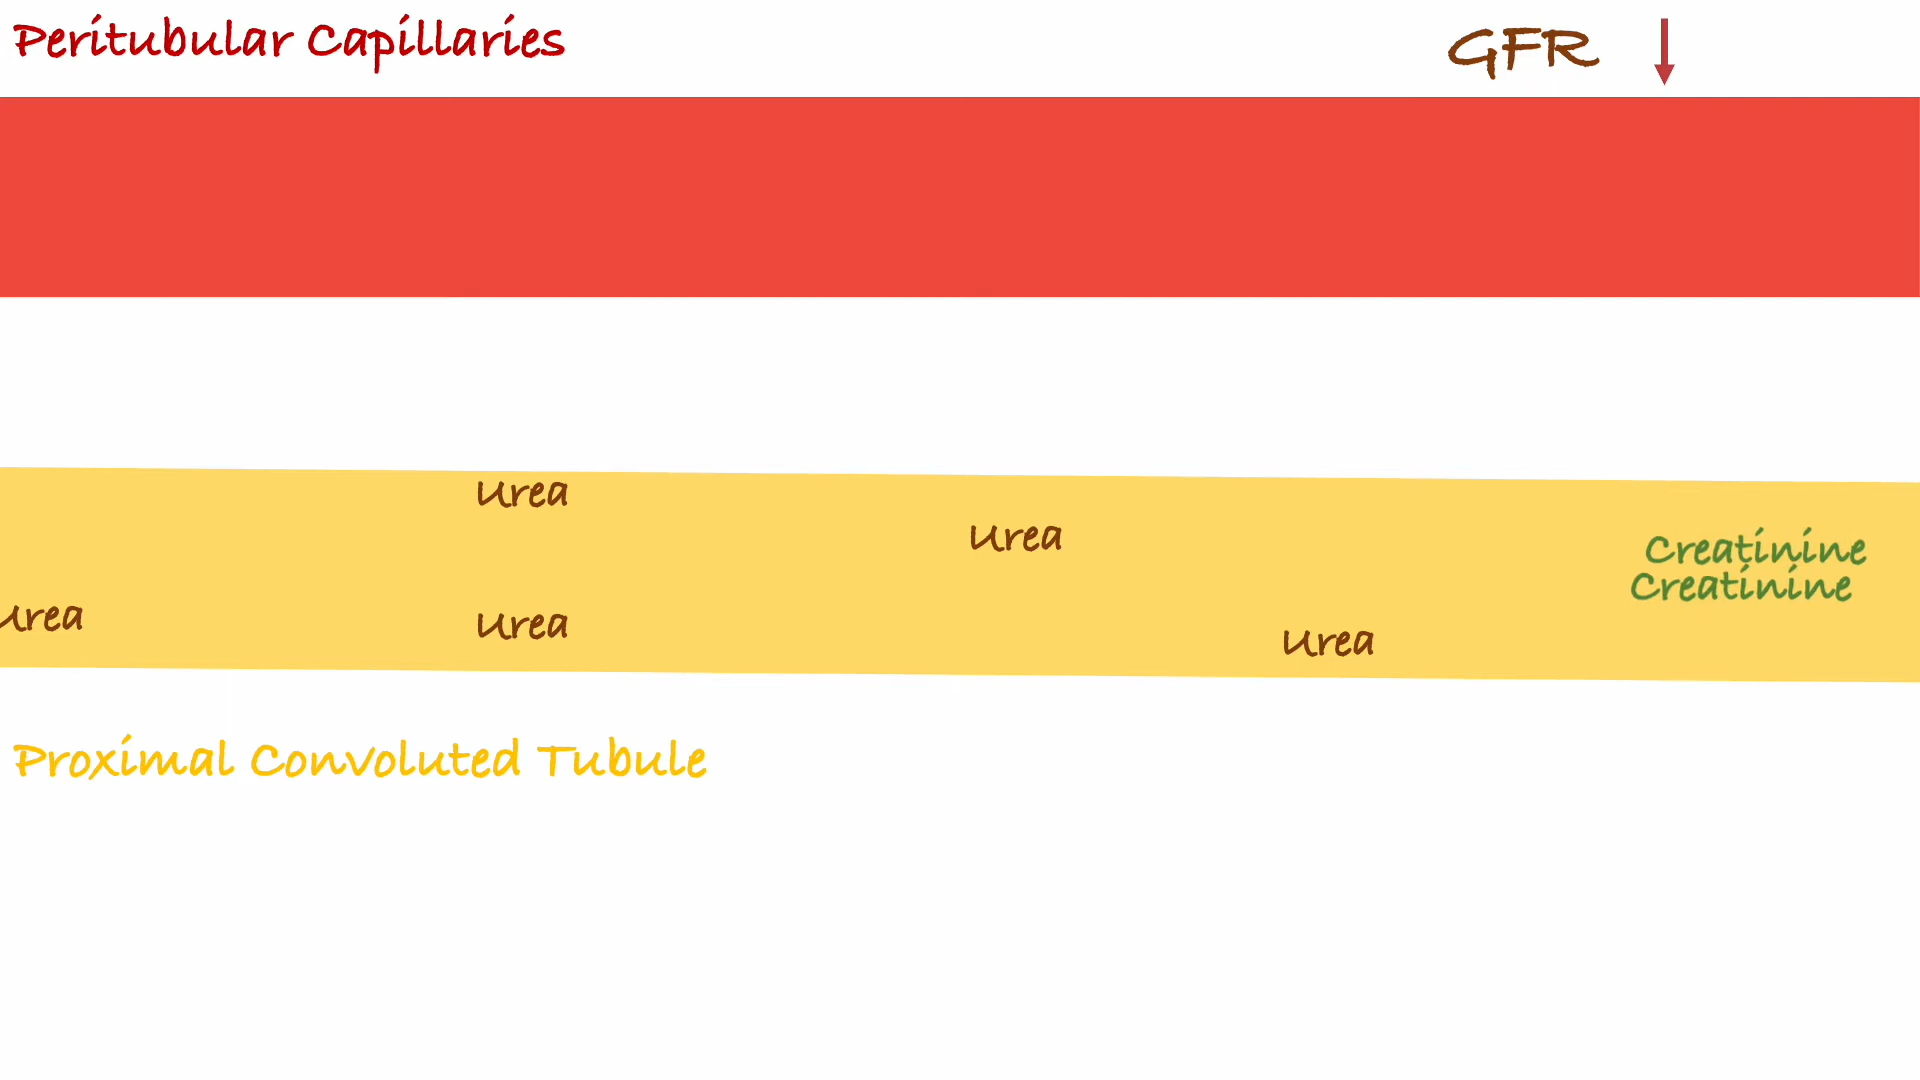 Peritubular Capillaries
GFR
Urea
Urea
Creatinine
Creatinine
Urea
Urea
Urea
Proximal Convoluted Tubule